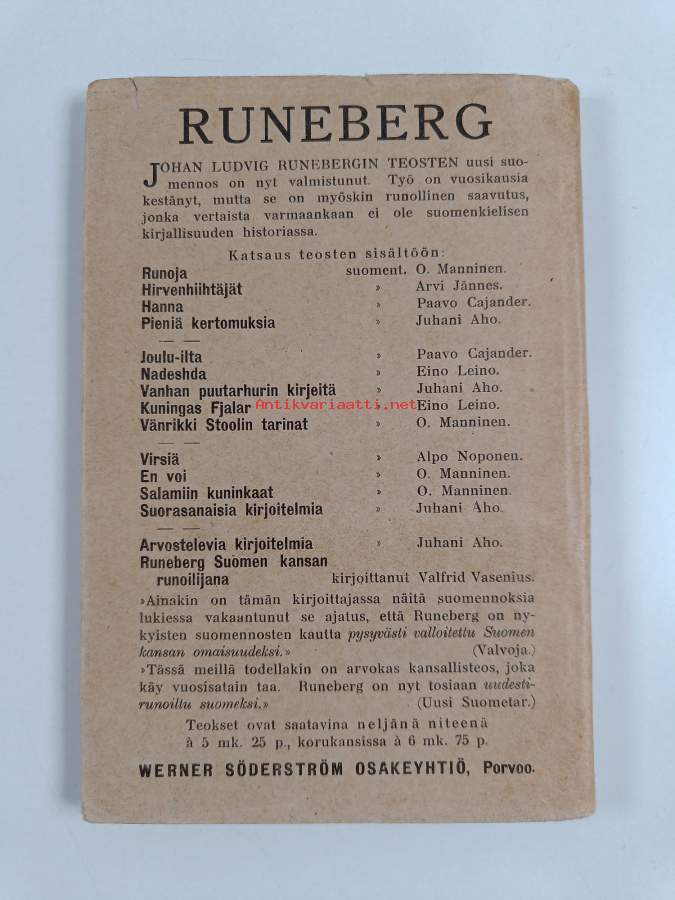 RUNEBERG
JOHAN LUDVIG RUNEBERGIN TEOSTEN uusi suo-
mennos on nyt valmistunut. Työ on vuosikausia
kestänyt, mutta se on myöskin runollinen saavutus,
jonka vertaista varmaankaan ei ole suomenkielisen
kirjallisuuden historiassa.
Katsaus teosten sisältöön:
Runoja suoment. O. Manninen.
Hirvenhiihtäjät » Arvi Jännes.
Hanna » Paavo Cajander.
Pieniä kertomuksia » Juhani Aho.
— —
Joulu-ilta » Paavo Cajander.
Nadeshda » Eino Leino.
Vanhan puutarhurin kirjeitä » Juhani Aho.
Kuningas Fjalar » Eino Leino.
Antikvariaatti.net
Vänrikki Stoolin tarinat » O. Manninen.
— —
Virsiä » Alpo Noponen.
En voi » O. Manninen.
Salamiin kuninkaat » O. Manninen.
Suorasanaisia kirjoitelmia » Juhani Aho.
— —
Arvostelevia kirjoitelmia » Juhani Aho.
Runeberg Suomen kansan
runoilijana kirjoittanut Valfrid Vasenius.
»Ainakin on tämän kirjoittajassa näitä suomennoksia
lukiessa vakaantunut se ajatus, että Runeberg on ny-
kyisten suomennosten kautta pysyvästi valloitettu Suomen
kansan omaisuudeksi.» (Valvoja.)
»Tässä meillä todellakin on arvokas kansallisteos, joka
käy vuosisatain taa. Runeberg on nyt tosiaan uudesti-
runoiltu suomeksi.» (Uusi Suometar.)
Teokset ovat saatavina neljänä niteenä
à 5 mk. 25 p., korukansissa à 6 mk. 75 p.
WERNER SÖDERSTRÖM OSAKEYHTIÖ, Porvoo.